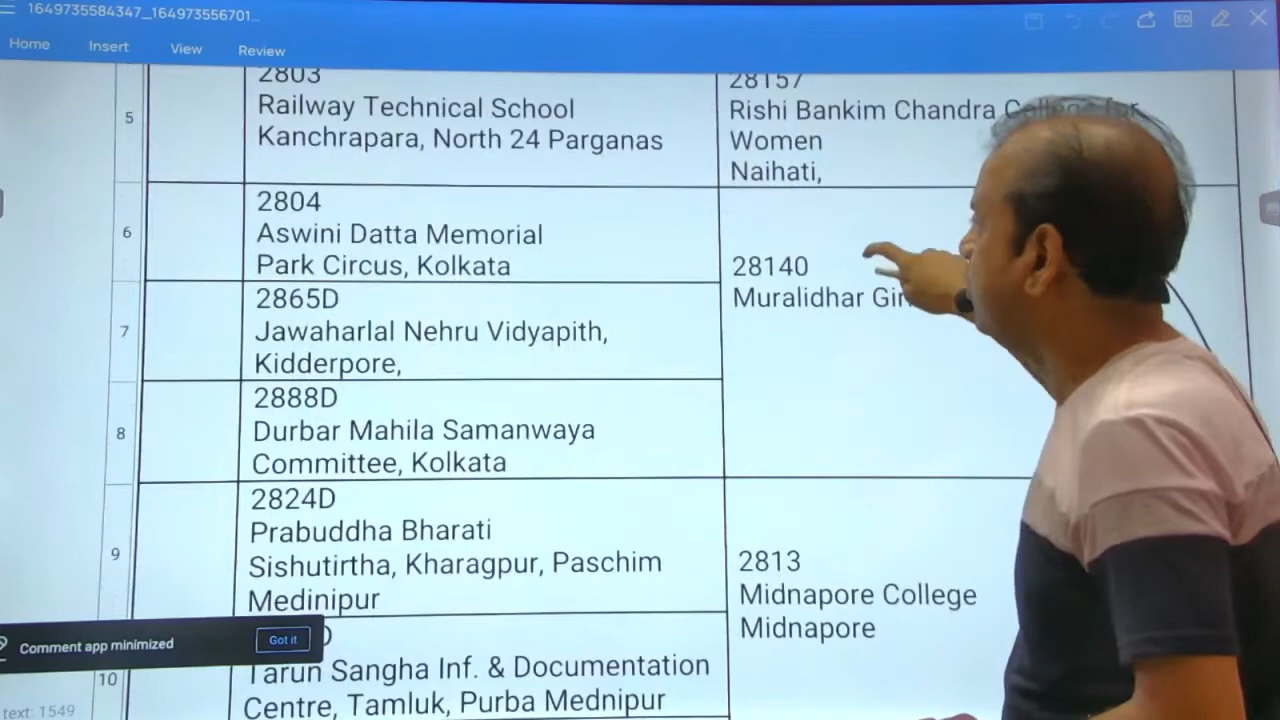 1649735584347_164973556701...
Home Insert View Review
5
2803
Railway Technical School
Kanchrapara, North 24 Parganas
28157
Rishi Bankim Chandra College for
Women
Naihati,
6
2804
Aswini Datta Memorial
Park Circus, Kolkata
28140
Muralidhar
7
2865D
Jawaharlal Nehru Vidyapith,
Kidderpore,
8
2888D
Durbar Mahila Samanwaya
Committee, Kolkata
9
2824D
Prabuddha Bharati
Sishutirtha, Kharagpur, Paschim
Medinipur
2813
Midnapore College
Midnapore
Comment app minimized
Got it
10
Tarun Sangha Inf. & Documentation
Centre, Tamluk, Purba Mednipur
text: 1549